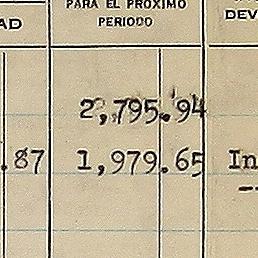 PARA EL PROXIMO
PERIODO
DEV
AD
2,795.94
.87 1,979.65 In